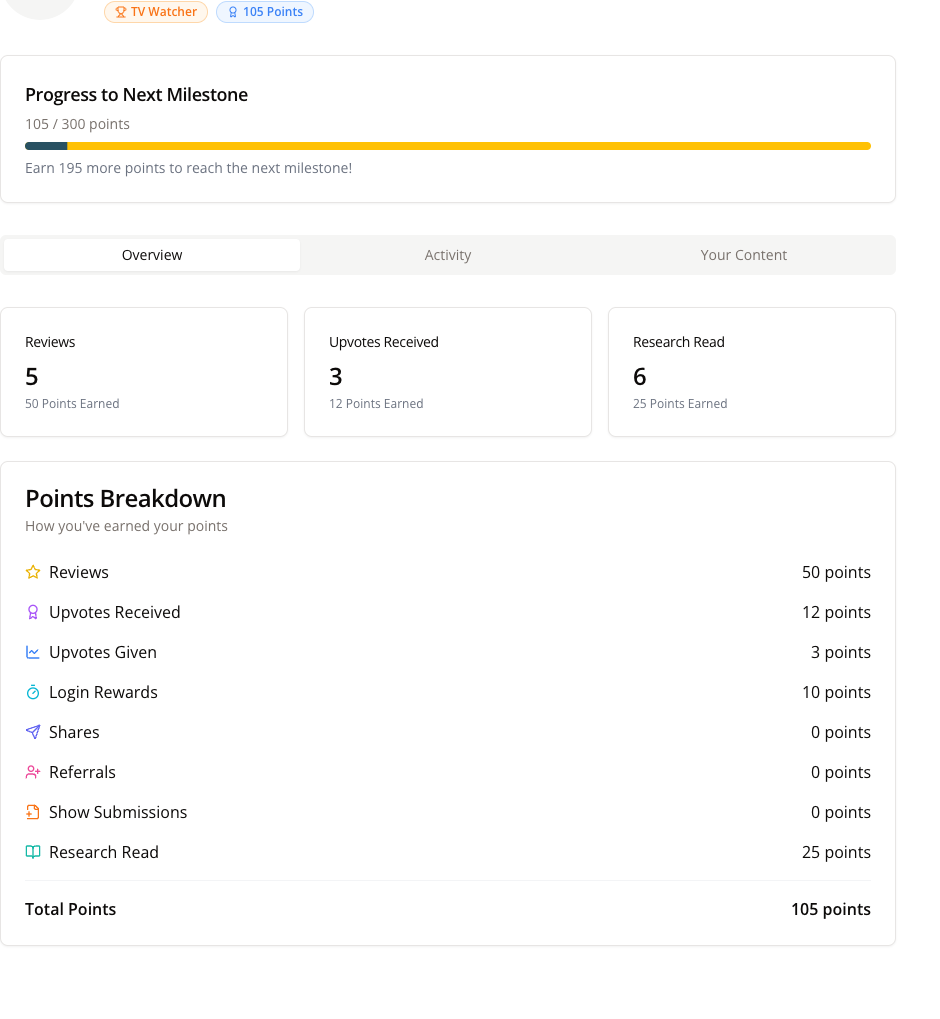 TV Watcher 105 Points
Progress to Next Milestone
105 / 300 points
Earn 195 more points to reach the next milestone!
Overview Activity Your Content
Reviews Upvotes Received Research Read
5 3 6
50 Points Earned 12 Points Earned 25 Points Earned
Points Breakdown
How you've earned your points
Reviews 50 points
Upvotes Received 12 points
Upvotes Given 3 points
Login Rewards 10 points
Shares 0 points
Referrals 0 points
Show Submissions 0 points
Research Read 25 points
Total Points 105 points